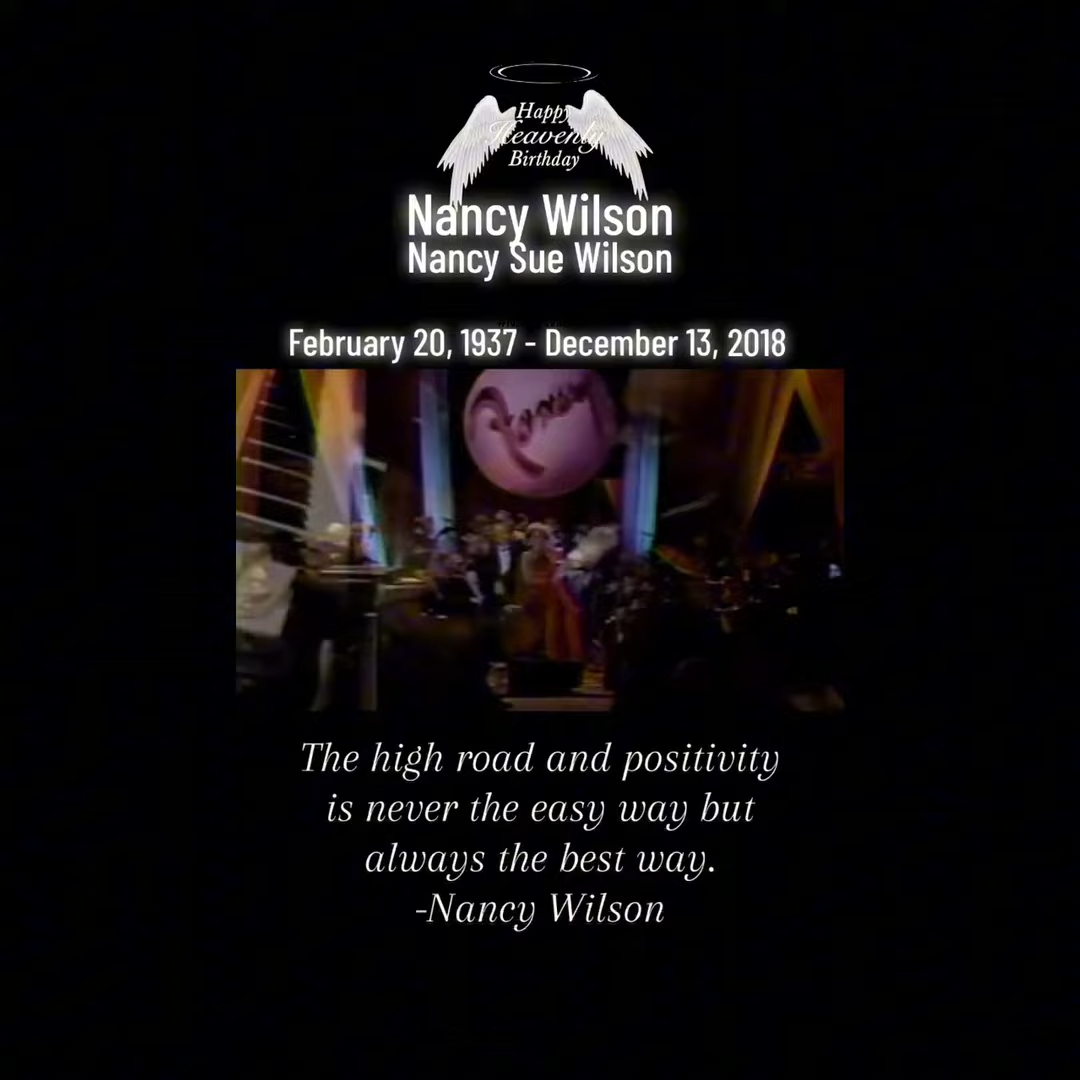 Happy
Heavenly
Birthday
Nancy Wilson
Nancy Sue Wilson
February 20, 1937 - December 13, 2018
The high road and positivity
is never the easy way but
always the best way.
-Nancy Wilson